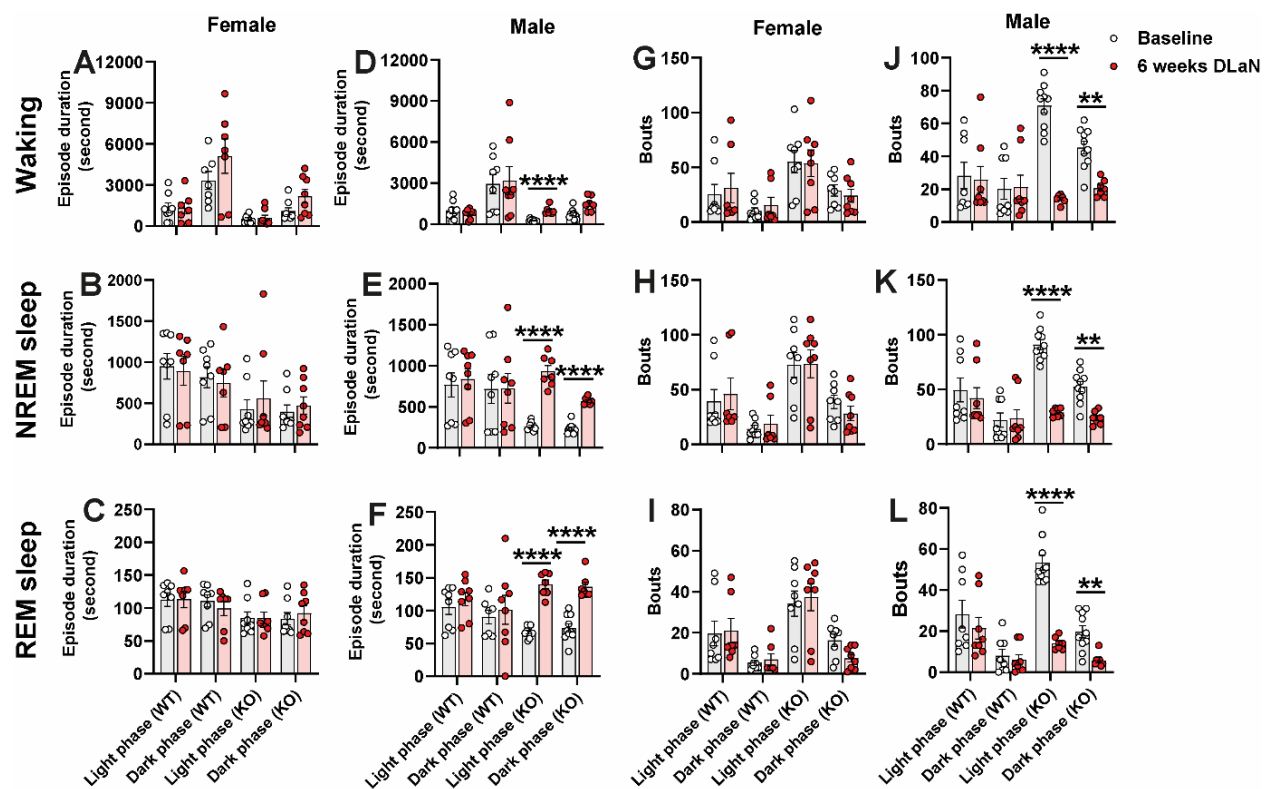 Female
Male
Female
Male
Baseline
6 weeks DLaN
Waking
NREM sleep
REM sleep
A
Episode duration
(second)
12000
9000
6000
3000
0
D
Episode duration
(second)
12000
9000
6000
3000
0
****
G
Bouts
150
100
50
0
J
Bouts
100
80
60
40
20
0
****
**
B
Episode duration
(second)
2000
1500
1000
500
0
E
Episode duration
(second)
2000
1500
1000
500
0
****
****
H
Bouts
150
100
50
0
K
Bouts
150
100
50
0
****
**
C
Episode duration
(second)
250
200
150
100
50
0
Light phase (WT)
Dark phase (WT)
Light phase (KO)
Dark phase (KO)
F
Episode duration
(second)
250
200
150
100
50
0
****
****
Light phase (WT)
Dark phase (WT)
Light phase (KO)
Dark phase (KO)
I
Bouts
80
60
40
20
0
Light phase (WT)
Dark phase (WT)
Light phase (KO)
Dark phase (KO)
L
Bouts
80
60
40
20
0
****
**
Light phase (WT)
Dark phase (WT)
Light phase (KO)
Dark phase (KO)